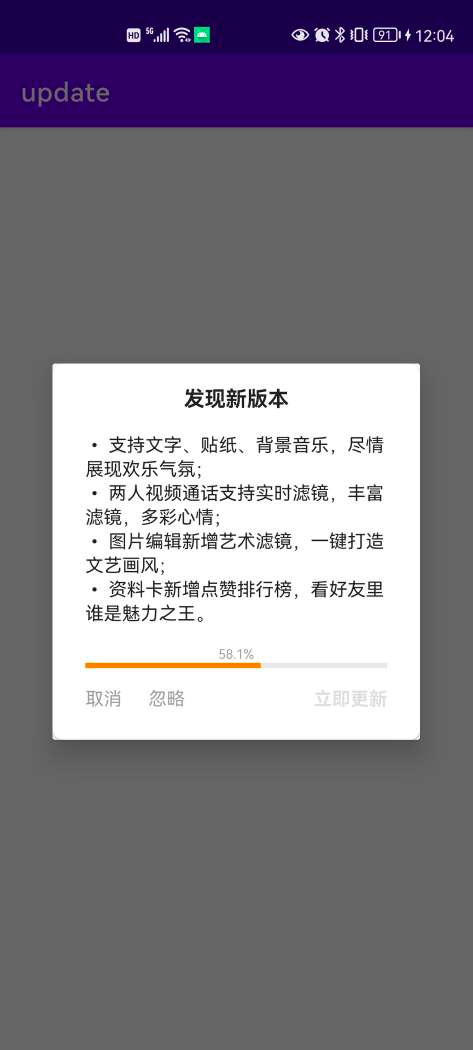 HD 5G 91 12:04
update
发现新版本
• 支持文字、贴纸、背景音乐，尽情
展现欢乐气氛；
• 两人视频通话支持实时滤镜，丰富
滤镜，多彩心情；
• 图片编辑新增艺术滤镜，一键打造
文艺画风；
• 资料卡新增点赞排行榜，看好友里
谁是魅力之王。
58.1%
取消 忽略 立即更新